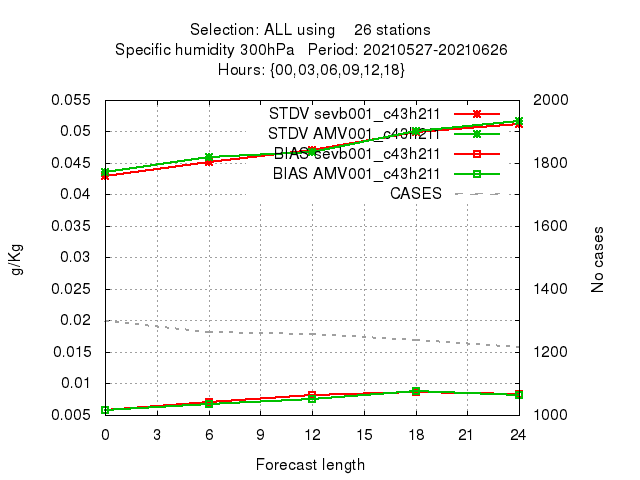 Selection: ALL using 26 stations
Specific humidity 300hPa Period: 20210527-20210626
Hours: {00,03,06,09,12,18}
0.055
0.05
0.045
0.04
0.035
0.03
0.025
0.02
0.015
0.01
0.005
2000
1800
1600
1400
1200
1000
STDV sevb001_c43h211
STDV AMV001_c43h211
BIAS sevb001_c43h211
BIAS AMV001_c43h211
CASES
g/Kg
No cases
0 3 6 9 12 15 18 21 24
Forecast length